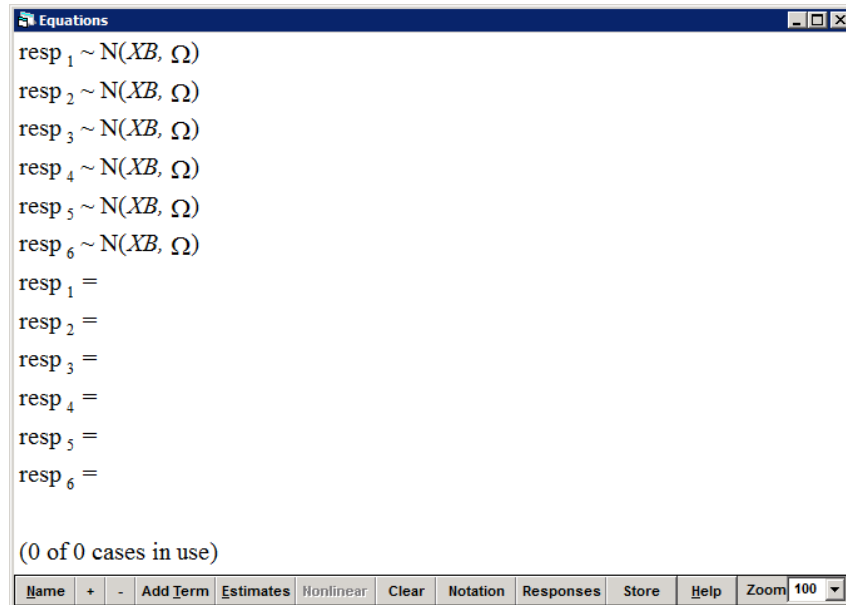 Equations
resp 1 ~ N(XB, Ω)
resp 2 ~ N(XB, Ω)
resp 3 ~ N(XB, Ω)
resp 4 ~ N(XB, Ω)
resp 5 ~ N(XB, Ω)
resp 6 ~ N(XB, Ω)
resp 1 =
resp 2 =
resp 3 =
resp 4 =
resp 5 =
resp 6 =
(0 of 0 cases in use)
Name + - Add Term Estimates Nonlinear Clear Notation Responses Store Help Zoom 100